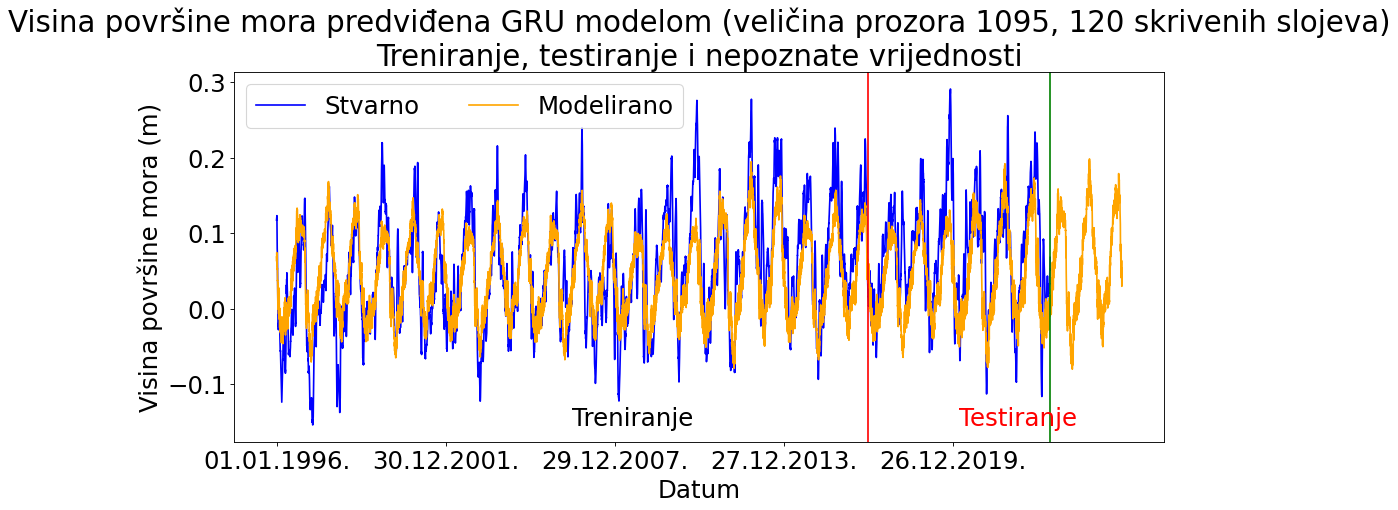 Visina površine mora predviđena GRU modelom (veličina prozora 1095, 120 skrivenih slojeva)
Treniranje, testiranje i nepoznate vrijednosti
Stvarno
Modelirano
Visina površine mora (m)
0.3
0.2
0.1
0.0
−0.1
Treniranje
Testiranje
01.01.1996.
30.12.2001.
29.12.2007.
27.12.2013.
26.12.2019.
Datum